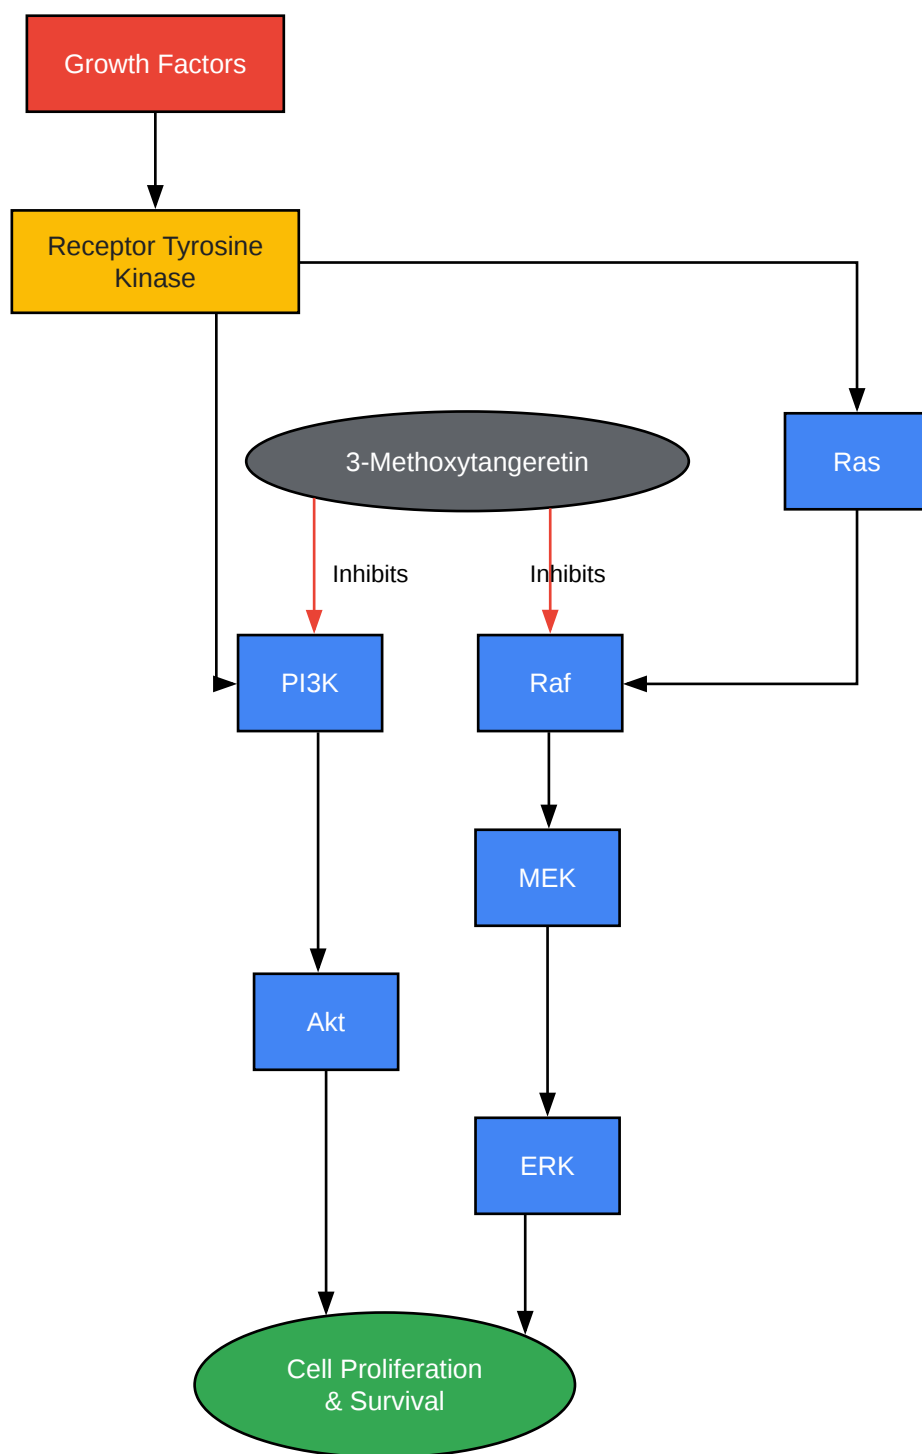 Growth Factors
Receptor Tyrosine
Kinase
3-Methoxytangeretin
Ras
Inhibits
Inhibits
PI3K
Raf
MEK
Akt
ERK
Cell Proliferation
& Survival